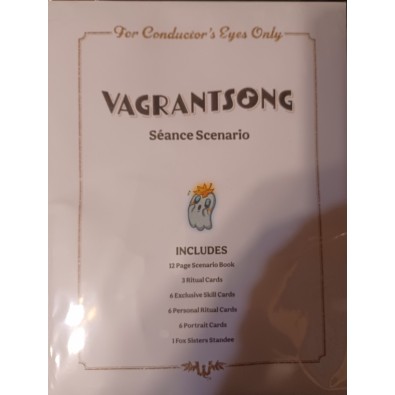 For Conductor's Eyes Only
VAGRANTSONG
Séance Scenario
INCLUDES
12 Page Scenario Book
3 Ritual Cards
6 Exclusive Skill Cards
6 Personal Ritual Cards
6 Portrait Cards
1 Fox Sisters Standee